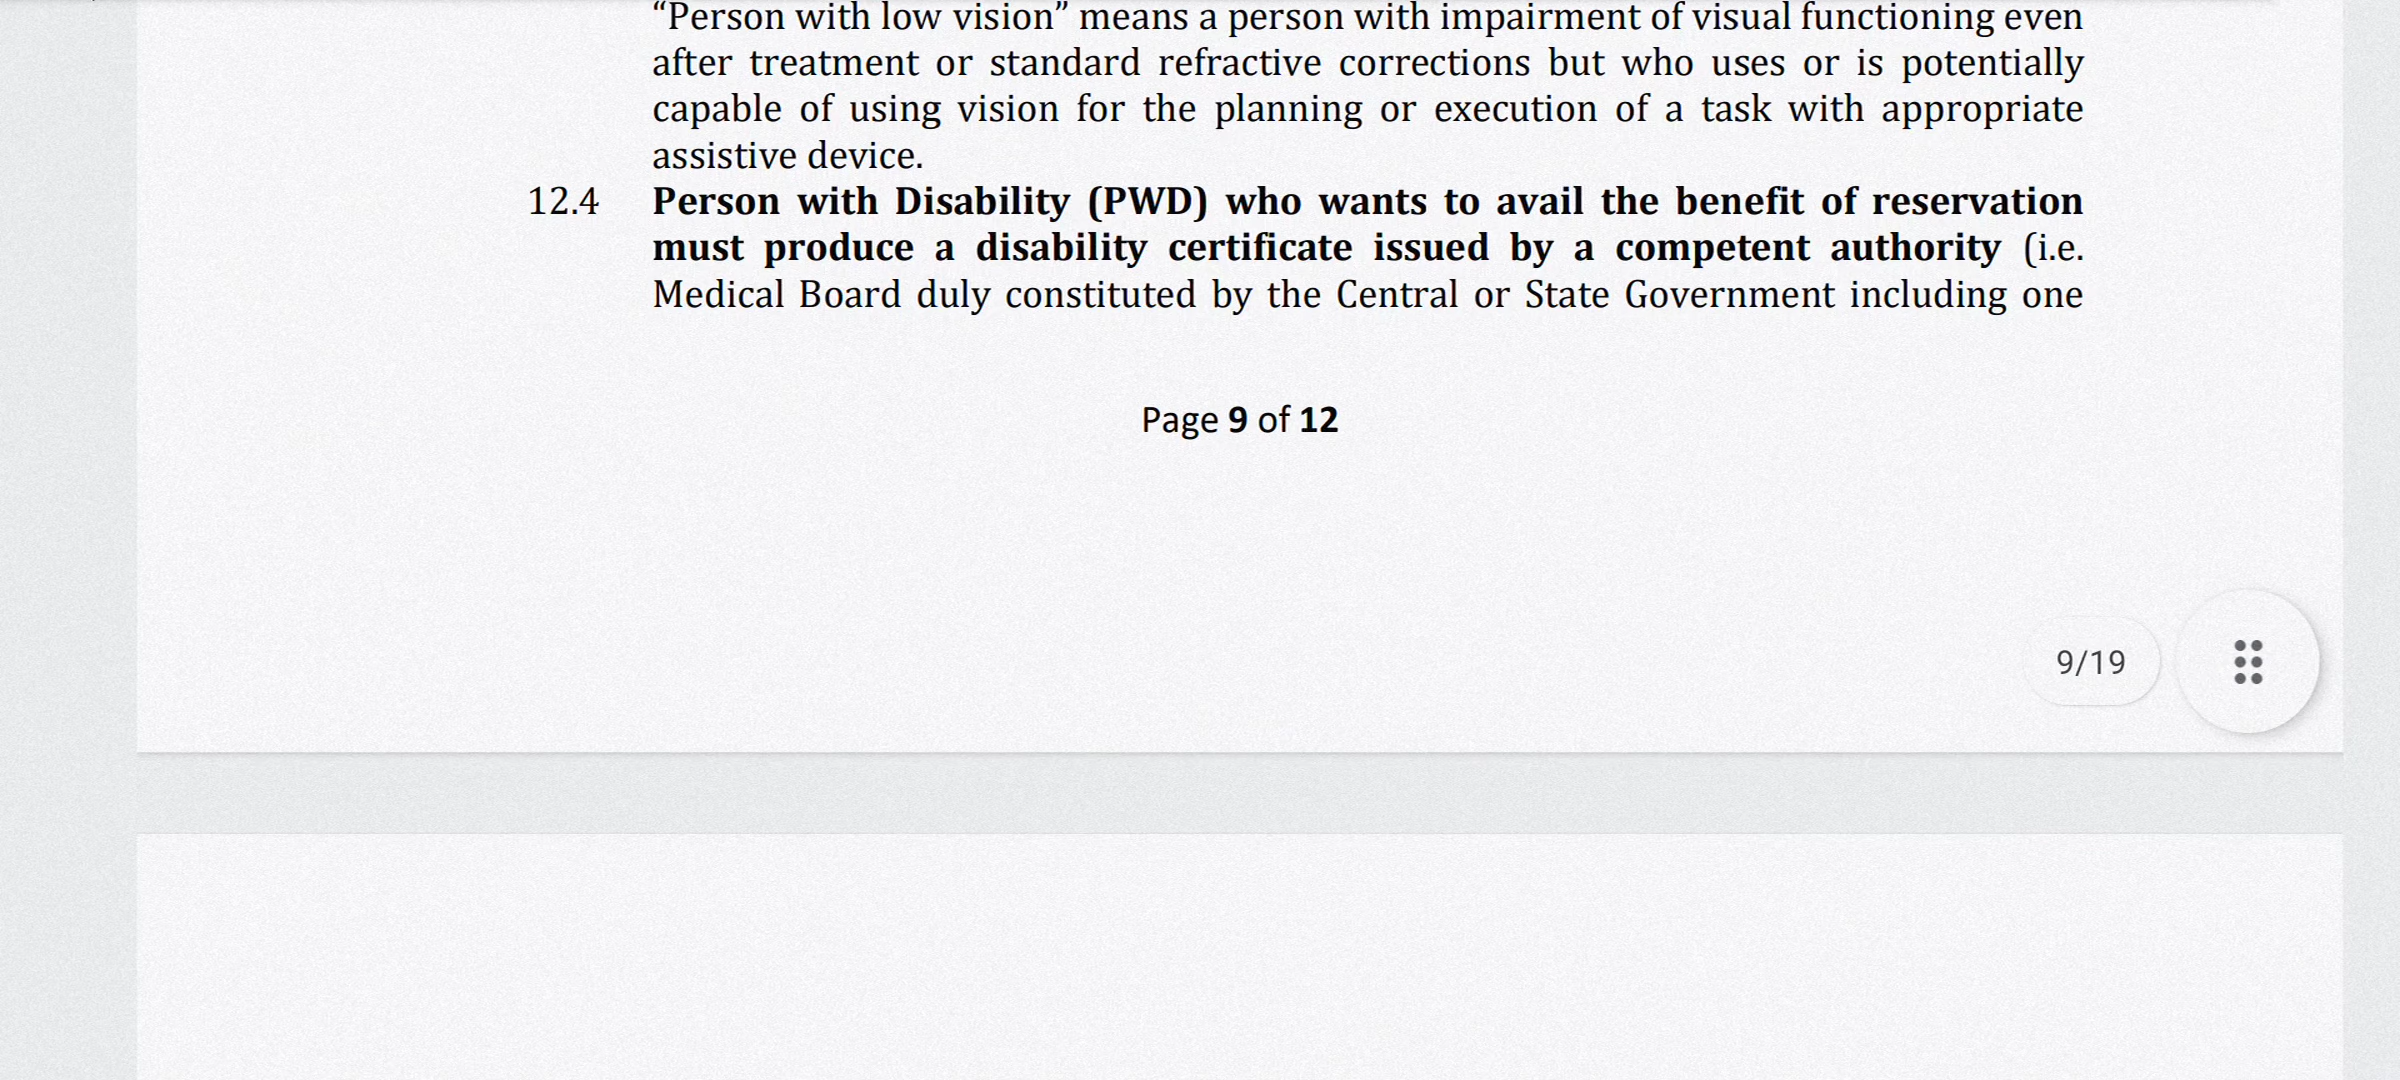 “Person with low vision” means a person with impairment of visual functioning even
after treatment or standard refractive corrections but who uses or is potentially
capable of using vision for the planning or execution of a task with appropriate
assistive device.
12.4 Person with Disability (PWD) who wants to avail the benefit of reservation
must produce a disability certificate issued by a competent authority (i.e.
Medical Board duly constituted by the Central or State Government including one
Page 9 of 12
9/19